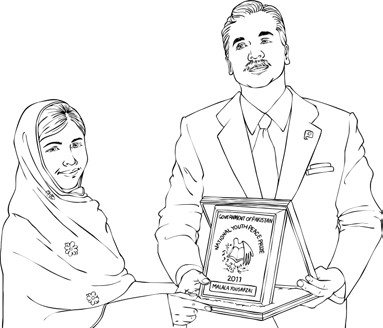 GOVERNMENT OF PAKISTAN
NATIONAL YOUTH PEACE PRIZE
2011
MALALA YOUSAFZAI